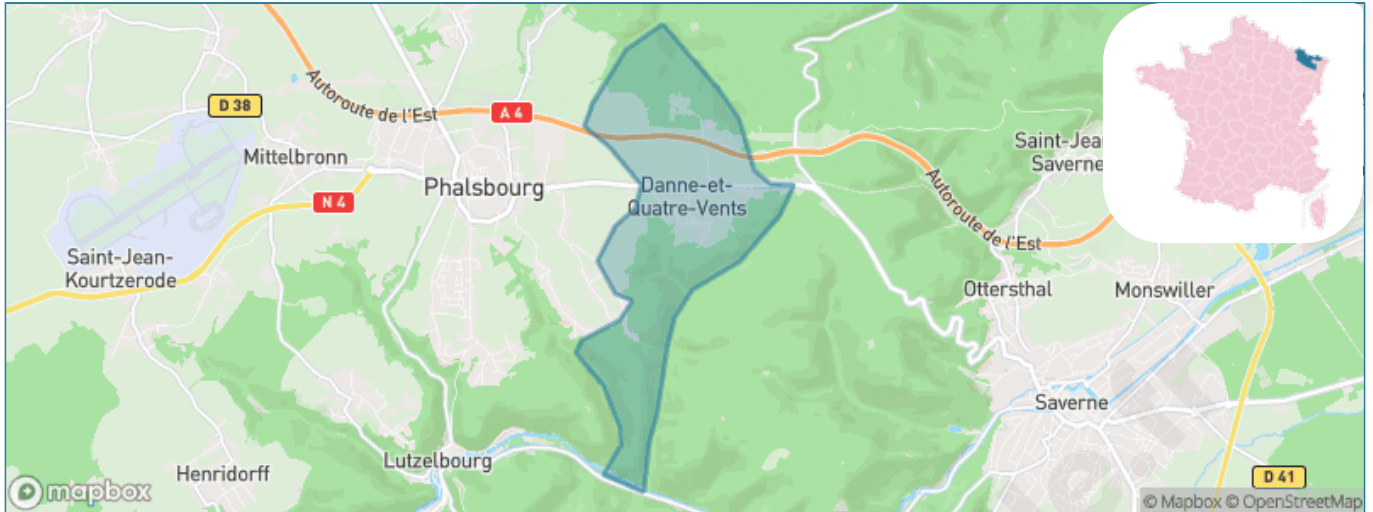 Autoroute de l'Est
D 38
A 4
Mittelbronn
Phalsbourg
N 4
Danne-et-
Quatre-Vents
Saint-Jea
Saverne
Autoroute de l'Est
Saint-Jean-
Kourtzerode
Ottersthal
Monswiller
Saverne
Henridorff
Lutzelbourg
D 41
mapbox
© Mapbox © OpenStreetMap